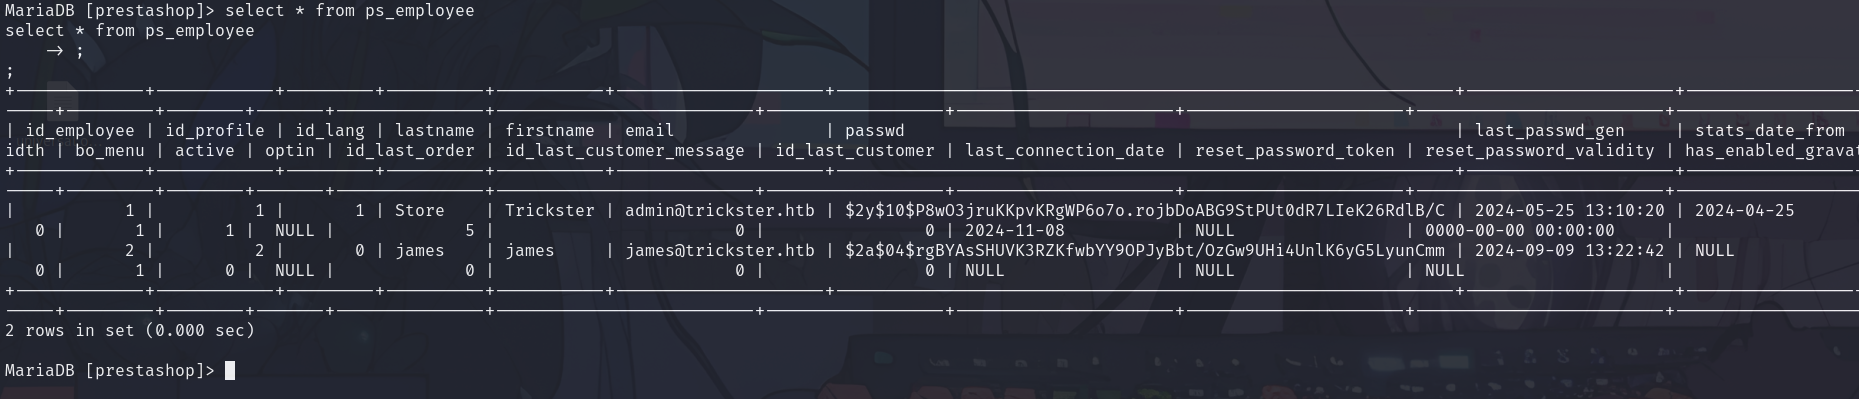 MariaDB [prestashop]> select * from ps_employee
select * from ps_employee
    -> ;
;
+-------------+------------+---------+----------+-----------+--------------------+--------------------------------------------------------------+---------------------+-----------------
-----+---------+--------+-------+---------------+--------------------------+------------------+----------------------+----------------------+-------------------------+------------------
| id_employee | id_profile | id_lang | lastname | firstname | email              | passwd                                                       | last_passwd_gen     | stats_date_from
idth | bo_menu | active | optin | id_last_order | id_last_customer_message | id_last_customer | last_connection_date | reset_password_token | reset_password_validity | has_enabled_gravat
+-------------+------------+---------+----------+-----------+--------------------+--------------------------------------------------------------+---------------------+-----------------
-----+---------+--------+-------+---------------+--------------------------+------------------+----------------------+----------------------+-------------------------+------------------
|           1 |          1 |       1 | Store    | Trickster | admin@trickster.htb | $2y$10$P8wO3jruKKpvKRgWP6o7o.rojbDoABG9StPUt0dR7LIeK26RdlB/C | 2024-05-25 13:10:20 | 2024-04-25
   0 |       1 |      1 |  NULL |             5 |                        0 |                0 | 2024-11-08           | NULL                 | 0000-00-00 00:00:00     |
|           2 |          2 |       0 | james    | james     | james@trickster.htb | $2a$04$rgBYAsSHUVK3RZKfwbYY9OPJyBbt/OzGw9UHi4UnlK6yG5LyunCmm | 2024-09-09 13:22:42 | NULL
   0 |       1 |      0 |  NULL |             0 |                        0 |                0 | NULL                 | NULL                 | NULL                    |
+-------------+------------+---------+----------+-----------+--------------------+--------------------------------------------------------------+---------------------+-----------------
-----+---------+--------+-------+---------------+--------------------------+------------------+----------------------+----------------------+-------------------------+------------------
2 rows in set (0.000 sec)
MariaDB [prestashop]>